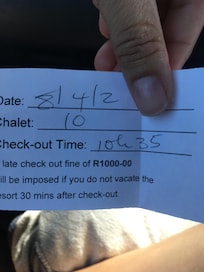 Date: 8/4/2
Chalet: 10
Check-out Time: 10h35
late check out fine of R1000-00
ill be imposed if you do not vacate the
esort 30 mins after check-out